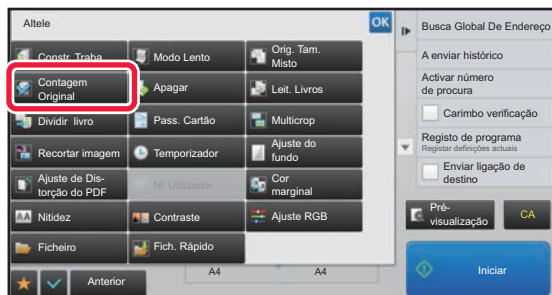 Altele
OK
Constr. Traba
Modo Lento
Orig. Tam.
Misto
Contagem
Original
Apagar
Leit. Livros
Dividir livro
Pass. Cartão
Multicrop
Recortar imagem
Temporizador
Ajuste do
fundo
Ajuste de Dis-
torção do PDF
Nº Utilizador
Cor
marginal
Nitidez
Contraste
Ajuste RGB
Ficheiro
Fich. Rápido
Anterior
A4
A4
Busca Global De Endereço
A enviar histórico
Activar número
de procura
Carimbo verificação
Registo de programa
Registar definições actuais
Enviar ligação de
destino
Pré-
visualização
CA
Iniciar